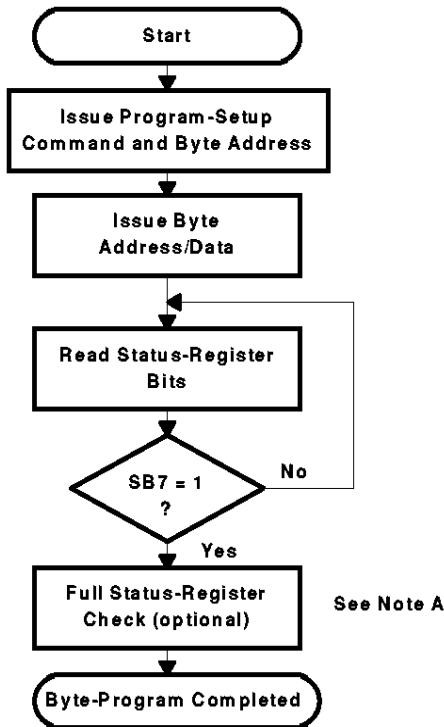 Start
Issue Program-Setup
Command and Byte Address
Issue Byte
Address/Data
Read Status-Register
Bits
SB7 = 1
?
No
Yes
Full Status-Register
Check (optional)
See Note A
Byte-Program Completed